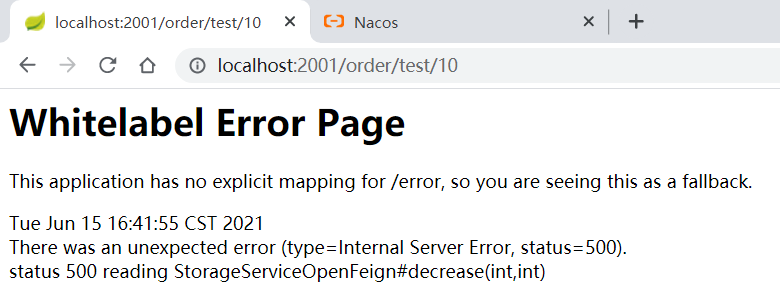 localhost:2001/order/test/10
Nacos
localhost:2001/order/test/10
Whitelabel Error Page
This application has no explicit mapping for /error, so you are seeing this as a fallback.
Tue Jun 15 16:41:55 CST 2021
There was an unexpected error (type=Internal Server Error, status=500).
status 500 reading StorageServiceOpenFeign#decrease(int,int)